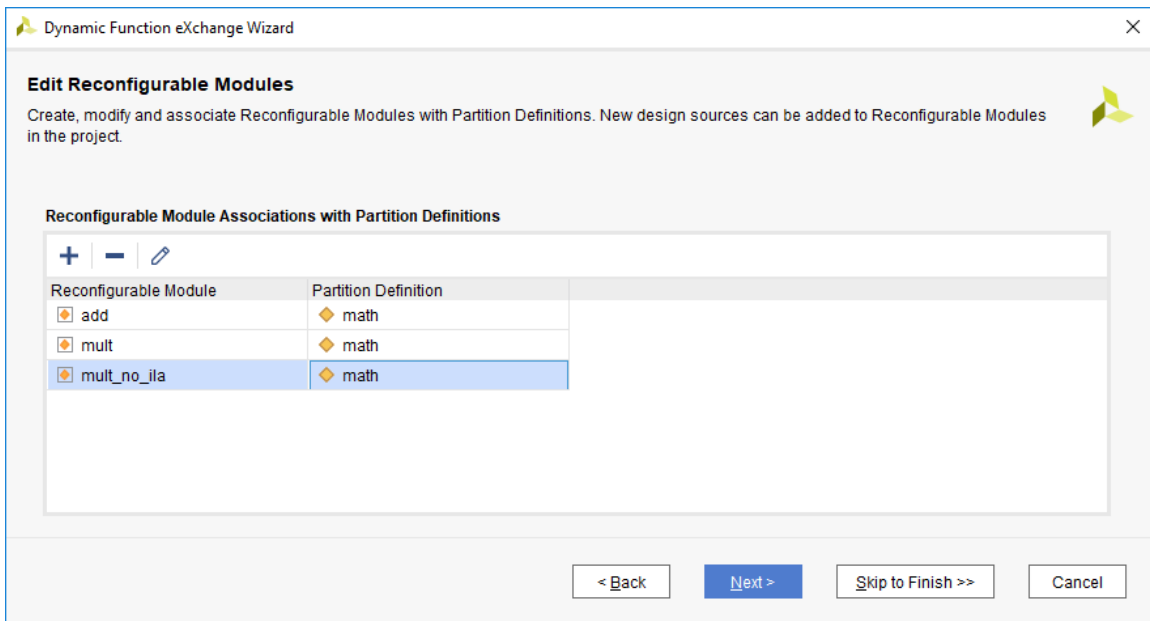 Dynamic Function eXchange Wizard
Edit Reconfigurable Modules
Create, modify and associate Reconfigurable Modules with Partition Definitions. New design sources can be added to Reconfigurable Modules
in the project.
Reconfigurable Module Associations with Partition Definitions
Reconfigurable Module Partition Definition
add math
mult math
mult_no_ila math
< Back Next > Skip to Finish >> Cancel